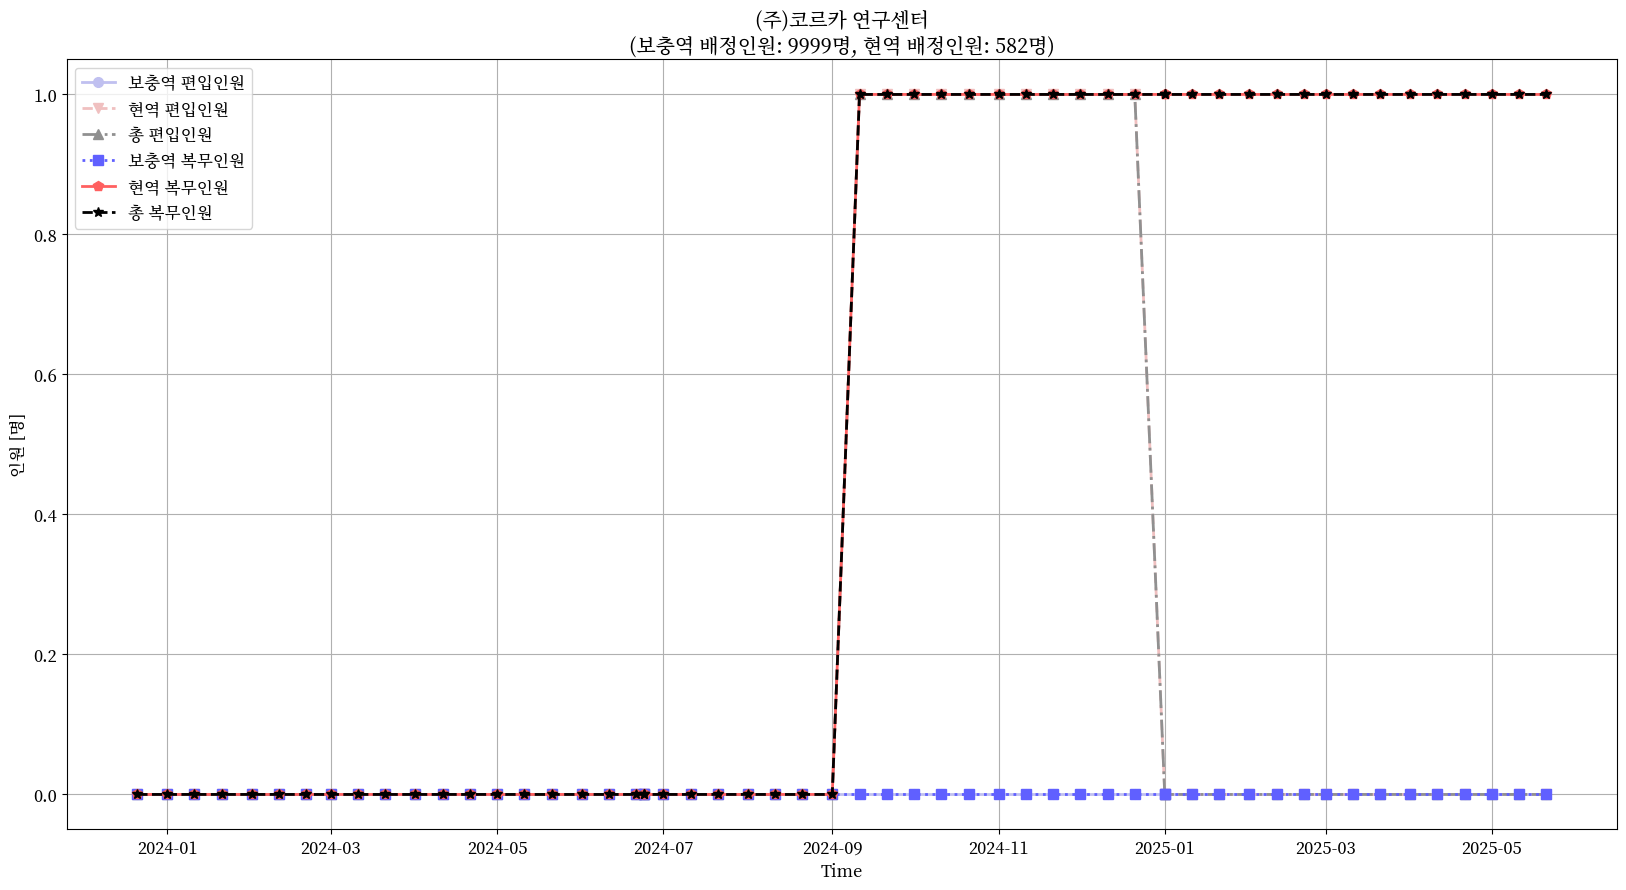 (주)코르카 연구센터
(보충역 배정인원: 9999명, 현역 배정인원: 582명)
보충역 편입인원
현역 편입인원
총 편입인원
보충역 복무인원
현역 복무인원
총 복무인원
1.0
0.8
0.6
0.4
0.2
0.0
인원 [명]
2024-01 2024-03 2024-05 2024-07 2024-09 2024-11 2025-01 2025-03 2025-05
Time